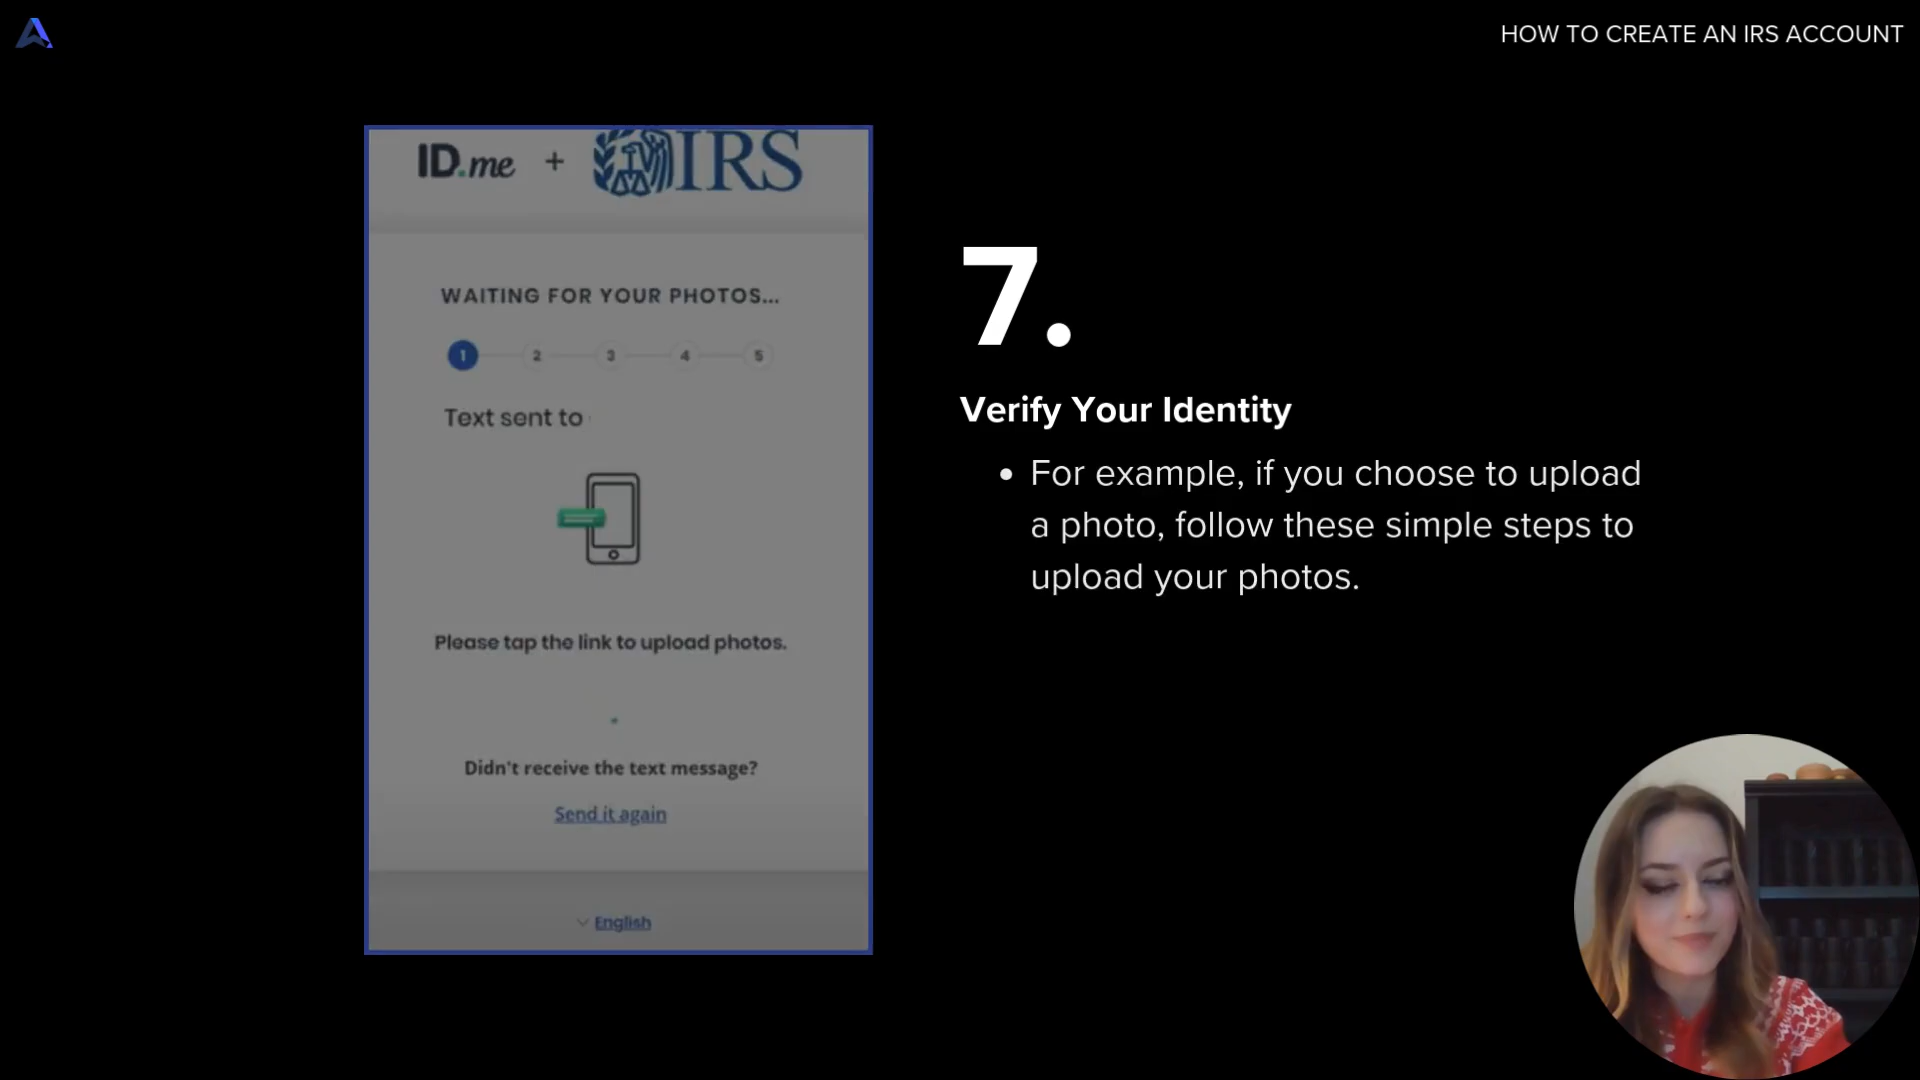 HOW TO CREATE AN IRS ACCOUNT
ID.me + IRS
WAITING FOR YOUR PHOTOS...
1 2 3 4 5
Text sent to
Please tap the link to upload photos.
Didn't receive the text message?
Send it again
English
7.
Verify Your Identity
• For example, if you choose to upload
a photo, follow these simple steps to
upload your photos.